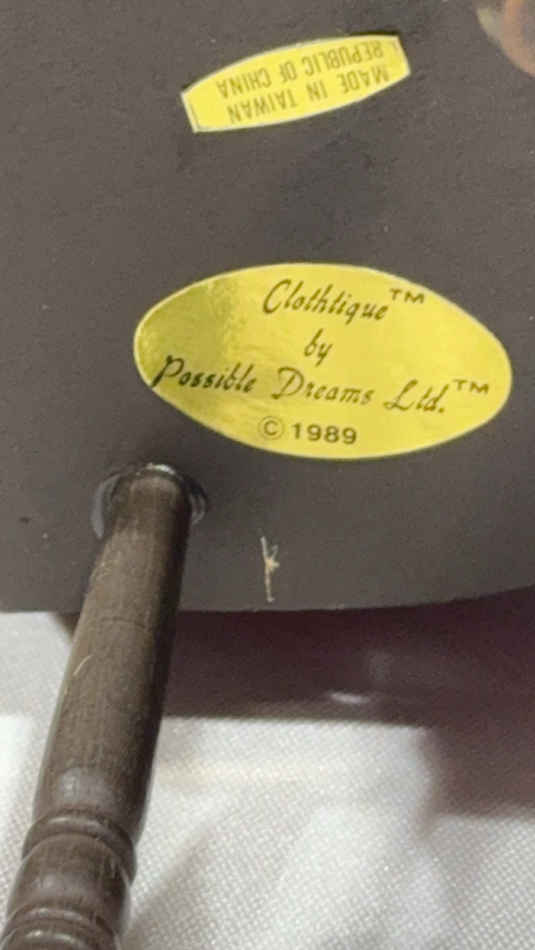 MADE IN TAIWAN
REPUBLIC OF CHINA
Clothtique™
by
Possible Dreams Ltd.™
©1989